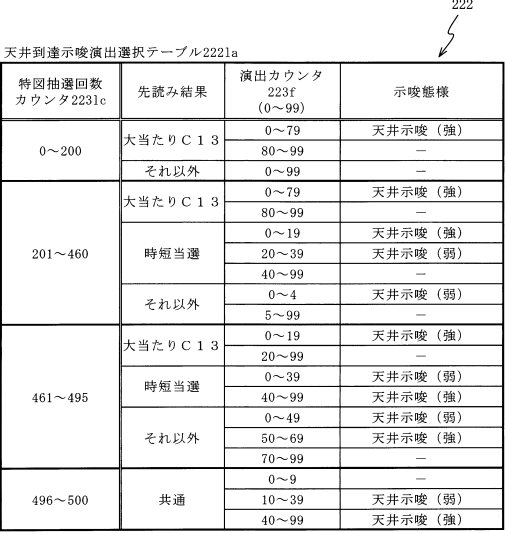 222
天井到達示唆演出選択テーブル2221a
特図抽選回数
カウンタ2231c
先読み結果
演出カウンタ
223f
(0～99)
示唆態様
0～200
大当たりC13
0～79
天井示唆（強）
80～99
－
それ以外
0～99
－
201～460
大当たりC13
0～79
天井示唆（強）
80～99
－
時短当選
0～19
天井示唆（強）
20～39
天井示唆（弱）
40～99
－
それ以外
0～4
天井示唆（弱）
5～99
－
461～495
大当たりC13
0～19
天井示唆（強）
20～99
－
時短当選
0～39
天井示唆（弱）
40～99
天井示唆（強）
それ以外
0～49
天井示唆（弱）
50～69
天井示唆（強）
70～99
－
496～500
共通
0～9
－
10～39
天井示唆（弱）
40～99
天井示唆（強）